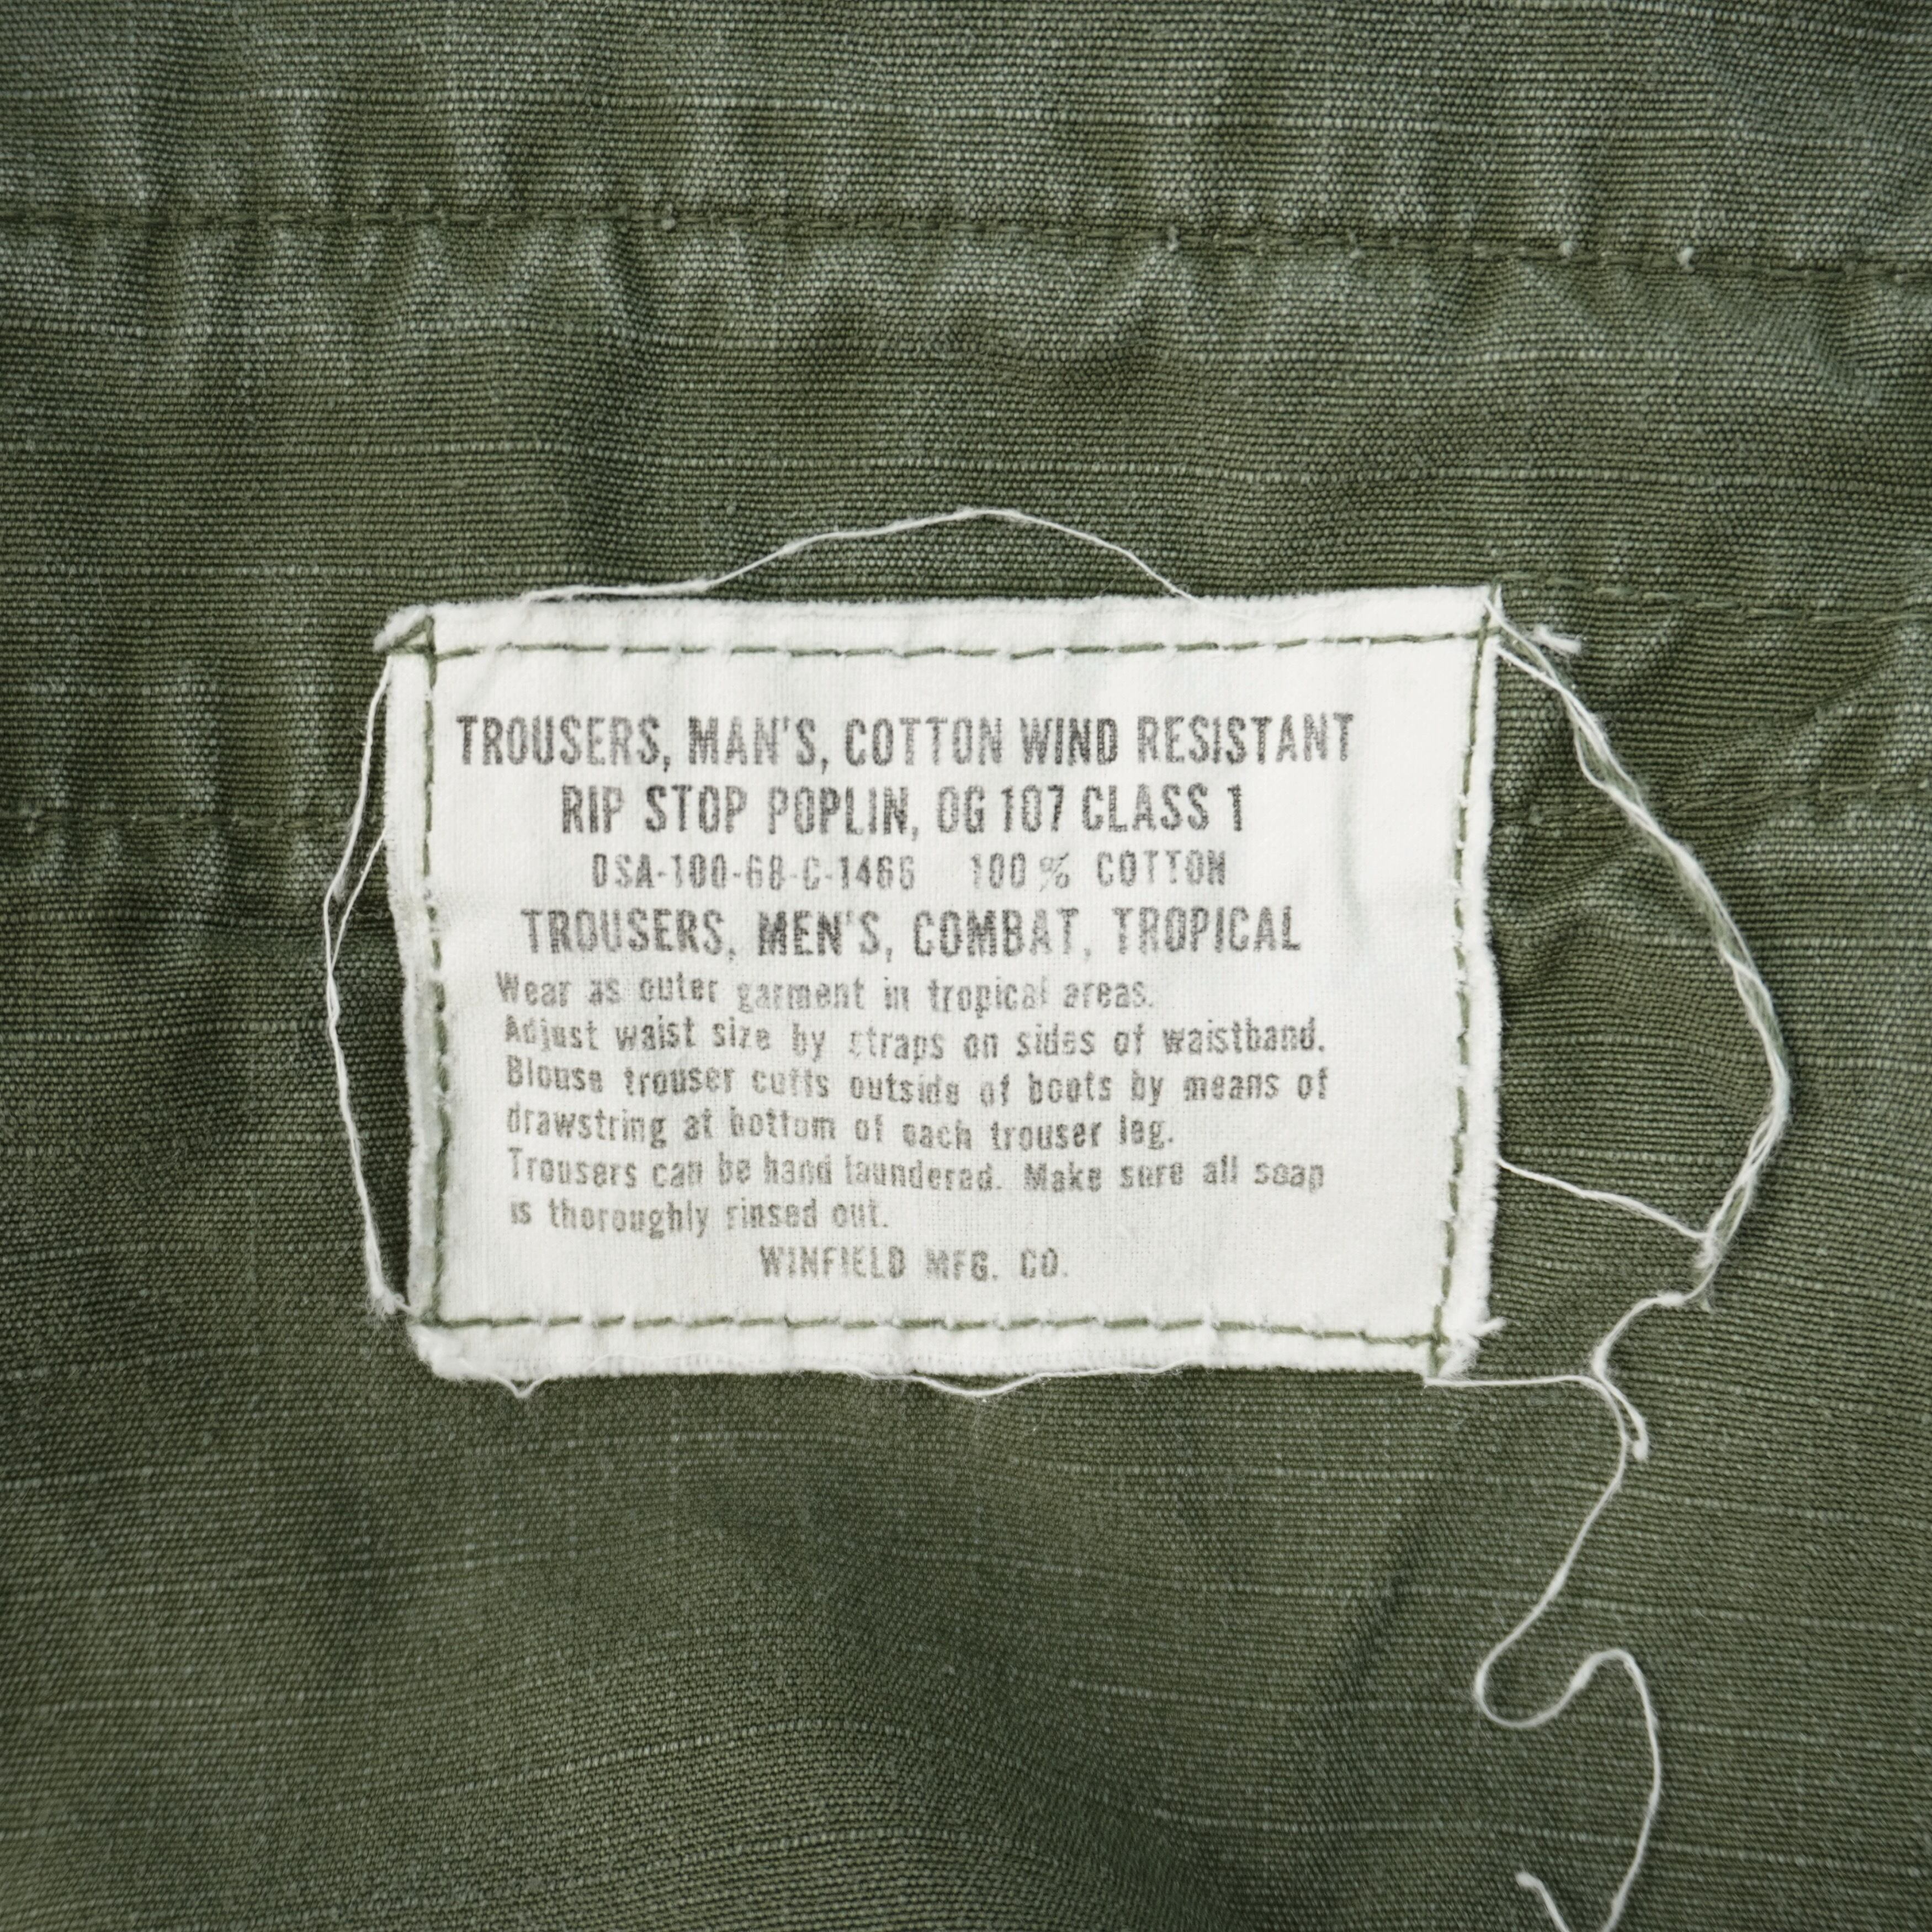 TROUSERS, MAN'S, COTTON WIND RESISTANT
RIP STOP POPLIN, OG 107 CLASS 1
DSA-100-68-C-1466 100 % COTTON
TROUSERS, MEN'S, COMBAT, TROPICAL
Wear as outer garment in tropical areas.
Adjust waist size by straps on sides of waistband.
Blouse trouser cuffs outside of boots by means of
drawstring at bottom of each trouser leg.
Trousers can be hand laundered. Make sure all soap
is thoroughly rinsed out.
WINFIELD MFG. CO.